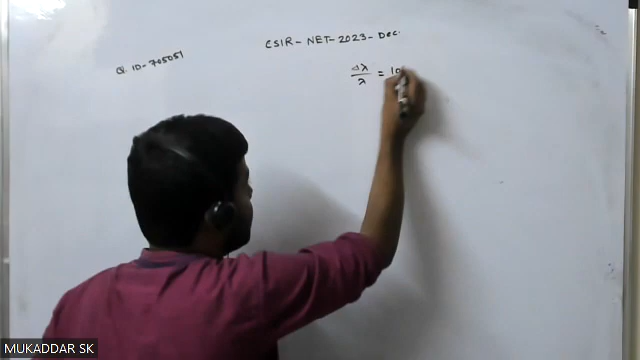 CSIR- NET-2023- Dec.
Q. ID- 705051
Δλ/λ = 10
MUKADDAR SK